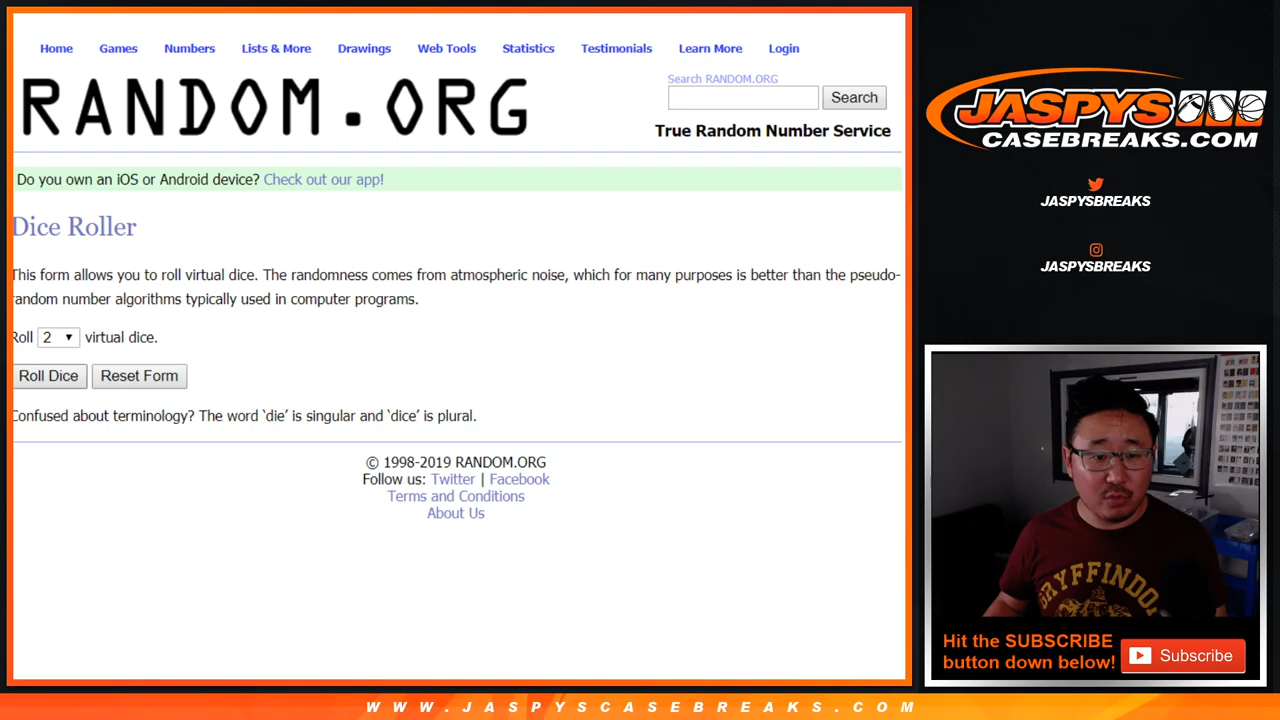 Home Games Numbers Lists & More Drawings Web Tools Statistics Testimonials Learn More Login
RANDOM.ORG
Search RANDOM.ORG
Search
True Random Number Service
Do you own an iOS or Android device? Check out our app!
Dice Roller
This form allows you to roll virtual dice. The randomness comes from atmospheric noise, which for many purposes is better than the pseudo-
random number algorithms typically used in computer programs.
Roll 2 virtual dice.
Roll Dice Reset Form
Confused about terminology? The word ‘die’ is singular and ‘dice’ is plural.
© 1998-2019 RANDOM.ORG
Follow us: Twitter | Facebook
Terms and Conditions
About Us
JASPYS
CASEBREAKS.COM
JASPYSBREAKS
JASPYSBREAKS
GRYFFINDOR
Hit the SUBSCRIBE
button down below!
Subscribe
WWW.JASPYSCASEBREAKS.COM